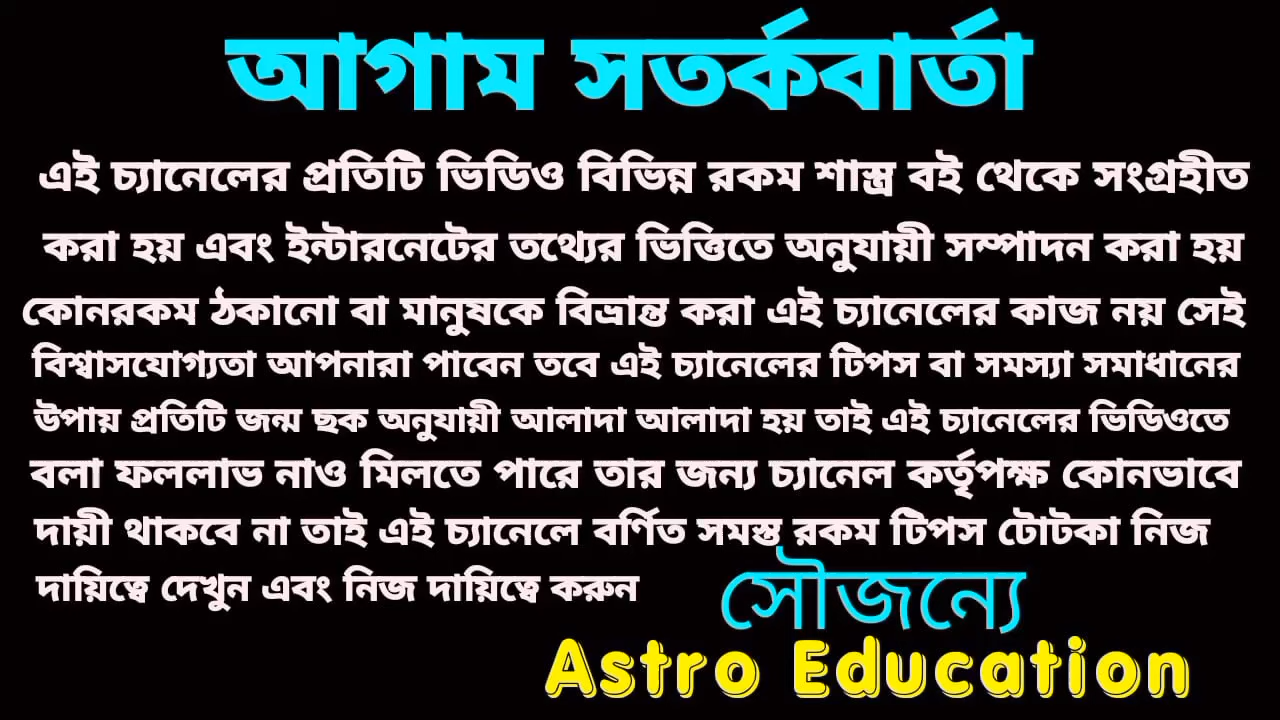 আগাম সতর্কবার্তা
এই চ্যানেলের প্রতিটি ভিডিও বিভিন্ন রকম শাস্ত্র বই থেকে সংগ্রহীত
করা হয় এবং ইন্টারনেটের তথ্যের ভিত্তিতে অনুযায়ী সম্পাদন করা হয়
কোনরকম ঠকানো বা মানুষকে বিভ্রান্ত করা এই চ্যানেলের কাজ নয় সেই
বিশ্বাসযোগ্যতা আপনারা পাবেন তবে এই চ্যানেলের টিপস বা সমস্যা সমাধানের
উপায় প্রতিটি জন্ম ছক অনুযায়ী আলাদা আলাদা হয় তাই এই চ্যানেলের ভিডিওতে
বলা ফললাভ নাও মিলতে পারে তার জন্য চ্যানেল কর্তৃপক্ষ কোনভাবে
দায়ী থাকবে না তাই এই চ্যানেলে বর্ণিত সমস্ত রকম টিপস টোটকা নিজ
দায়িত্বে দেখুন এবং নিজ দায়িত্বে করুন
সৌজন্যে
Astro Education